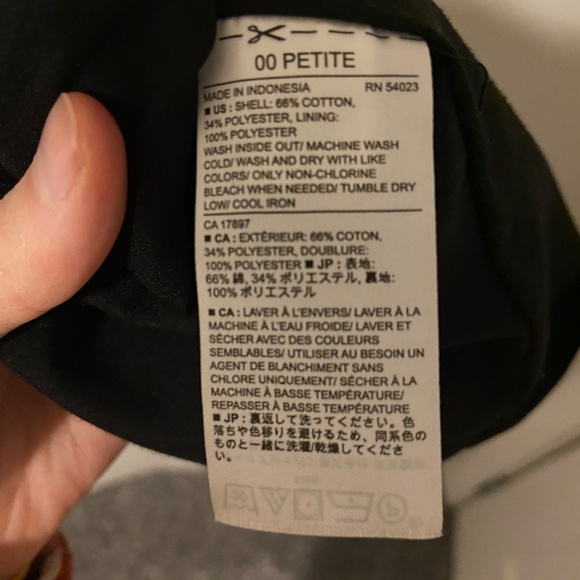 00 PETITE
MADE IN INDONESIA RN 54023
■ US : SHELL: 66% COTTON,
34% POLYESTER, LINING:
100% POLYESTER
WASH INSIDE OUT/ MACHINE WASH
COLD/ WASH AND DRY WITH LIKE
COLORS/ ONLY NON-CHLORINE
BLEACH WHEN NEEDED/ TUMBLE DRY
LOW/ COOL IRON
CA 17897
■ CA : EXTÉRIEUR: 66% COTON,
34% POLYESTER, DOUBLURE:
100% POLYESTER ■ JP : 表地:
66% 綿, 34% ポリエステル, 裏地:
100% ポリエステル
■ CA : LAVER À L'ENVERS/ LAVER À LA
MACHINE À L'EAU FROIDE/ LAVER ET
SÉCHER AVEC DES COULEURS
SEMBLABLES/ UTILISER AU BESOIN UN
AGENT DE BLANCHIMENT SANS
CHLORE UNIQUEMENT/ SÉCHER À LA
MACHINE À BASSE TEMPÉRATURE/
REPASSER À BASSE TEMPÉRATURE
■ JP : 裏返して洗ってください。色
落ちや色移りを避けるため、同系色の
ものと一緒に洗濯/乾燥してくださ
い。